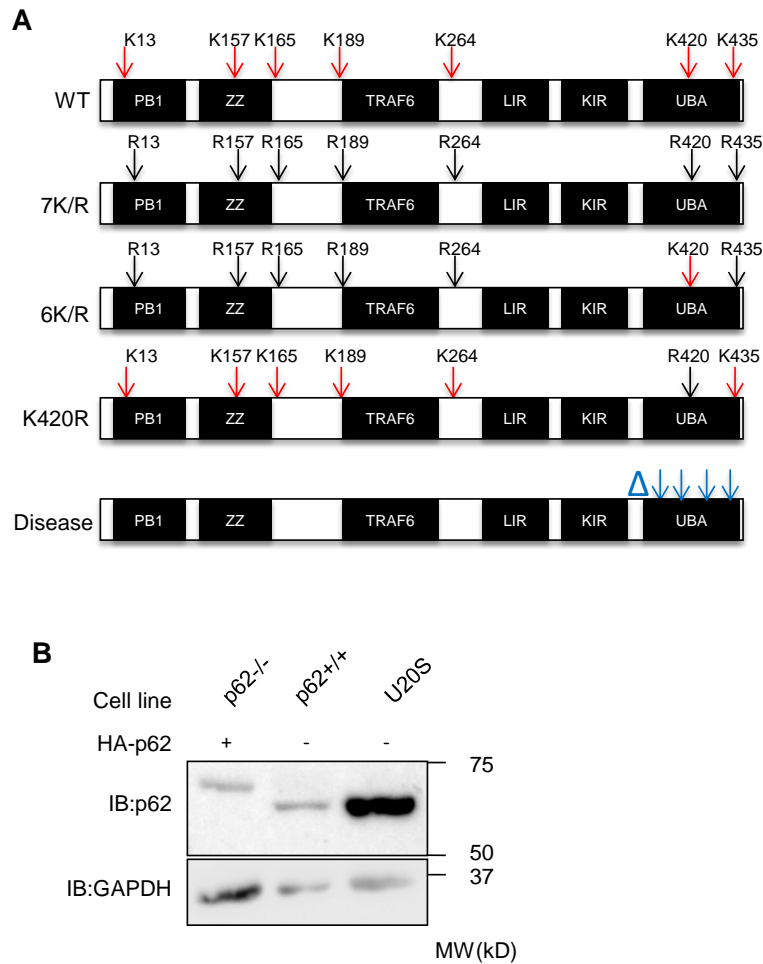 A
K13 K157 K165 K189 K264 K420 K435
WT PB1 ZZ TRAF6 LIR KIR UBA
R13 R157 R165 R189 R264 R420 R435
7K/R PB1 ZZ TRAF6 LIR KIR UBA
R13 R157 R165 R189 R264 K420 R435
6K/R PB1 ZZ TRAF6 LIR KIR UBA
K13 K157 K165 K189 K264 R420 K435
K420R PB1 ZZ TRAF6 LIR KIR UBA
Δ
Disease PB1 ZZ TRAF6 LIR KIR UBA
B
Cell line p62-/- p62+/+ U20S
HA-p62 + - -
75
IB:p62
50
37
IB:GAPDH
MW(kD)